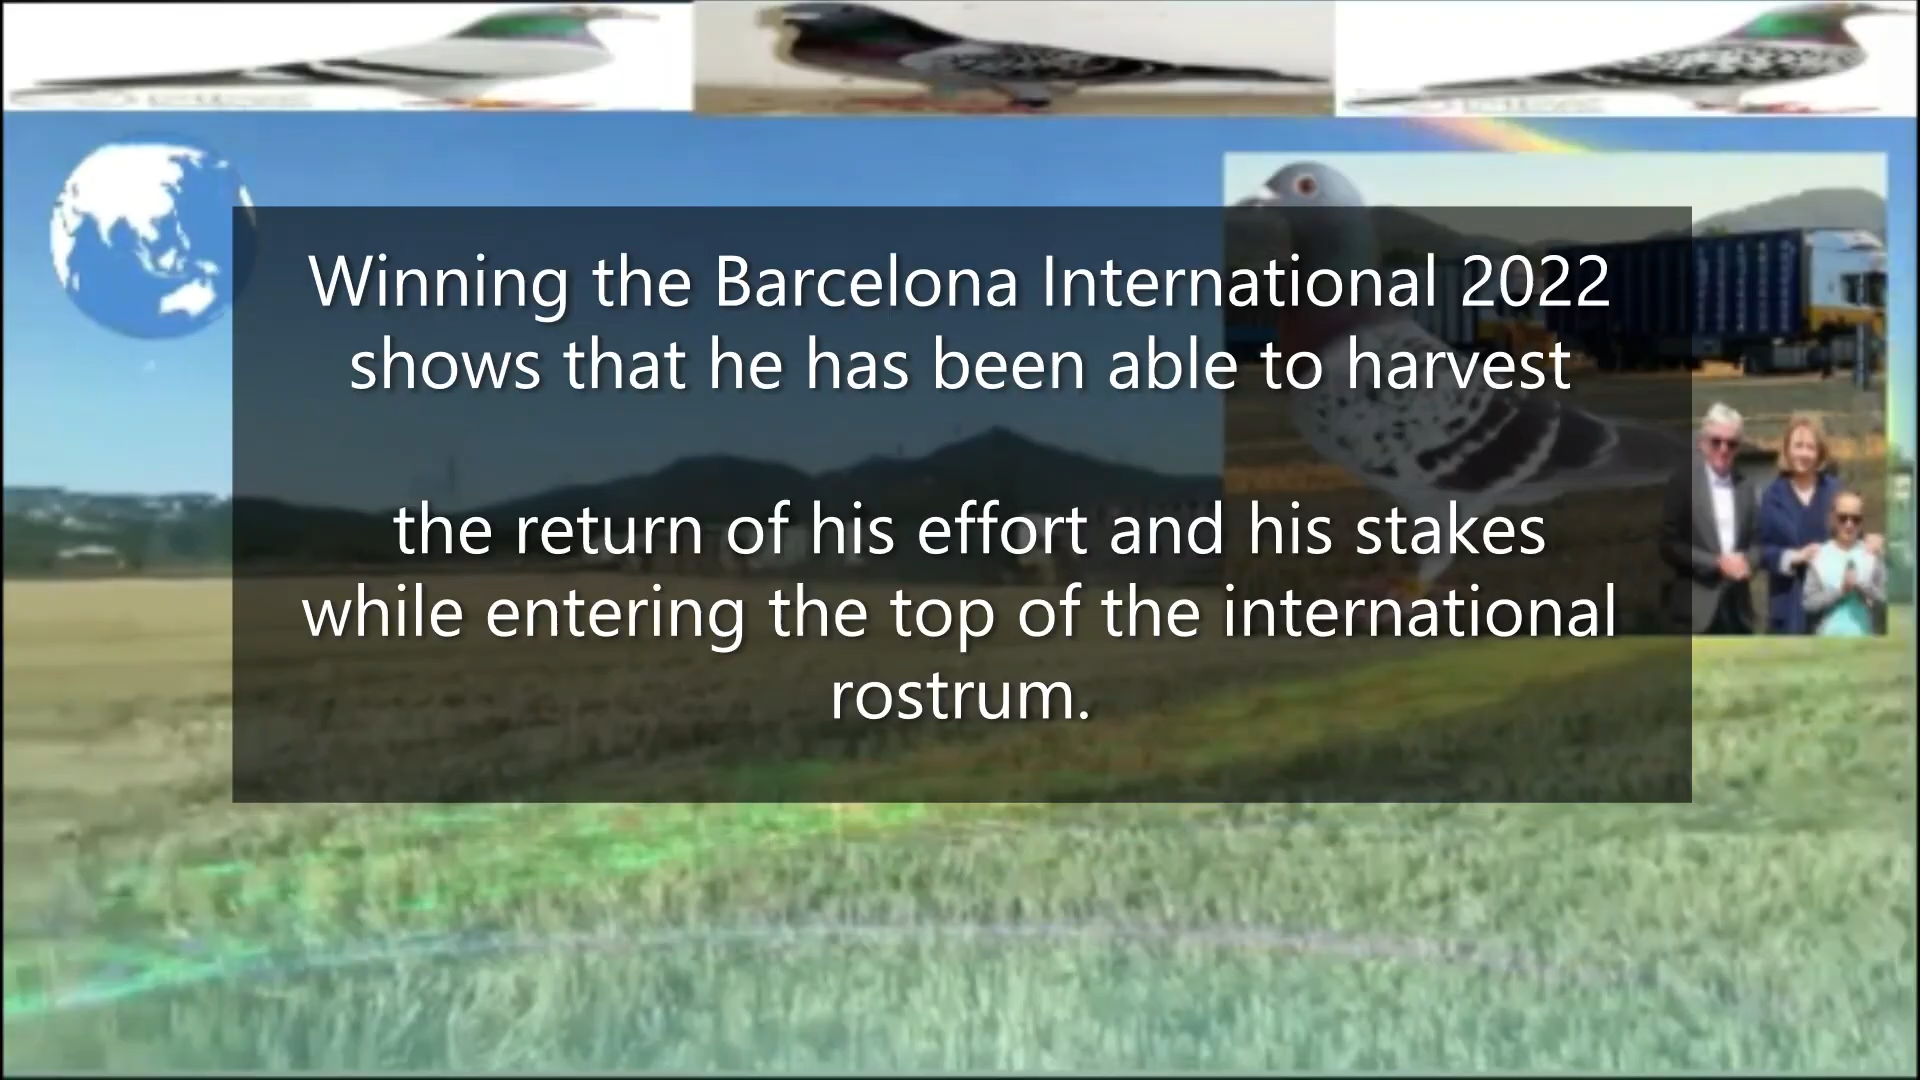 Winning the Barcelona International 2022
shows that he has been able to harvest
the return of his effort and his stakes
while entering the top of the international
rostrum.